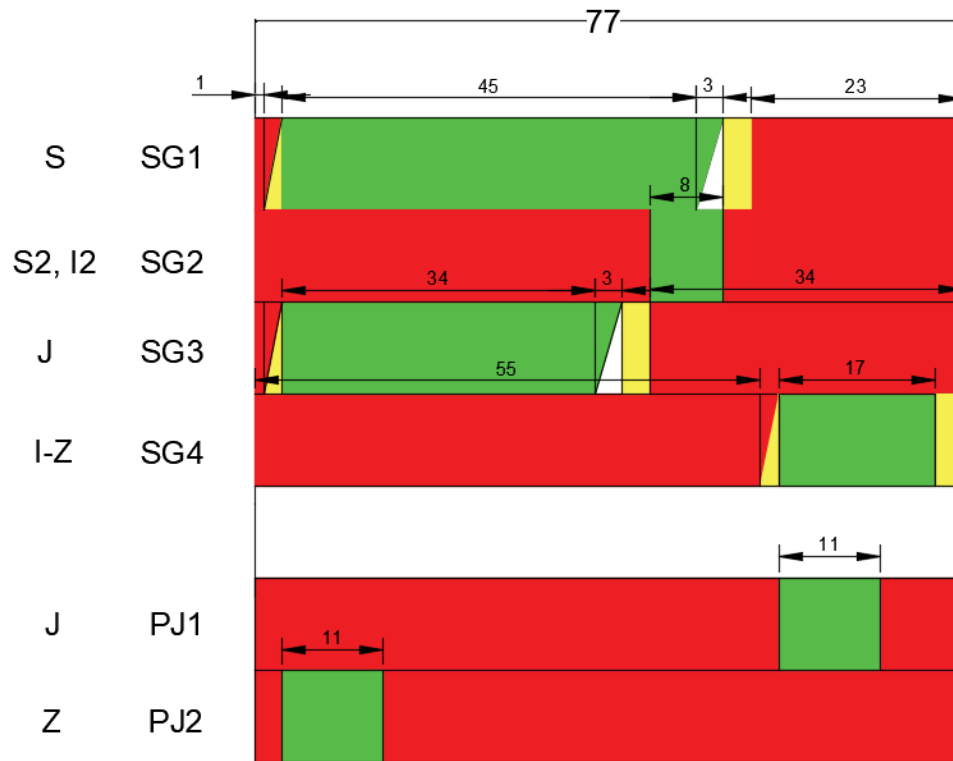 77
1 45 3 23
S SG1
8
S2, I2 SG2
34 3 34
J SG3
55 17
I-Z SG4
11
J PJ1
11
Z PJ2